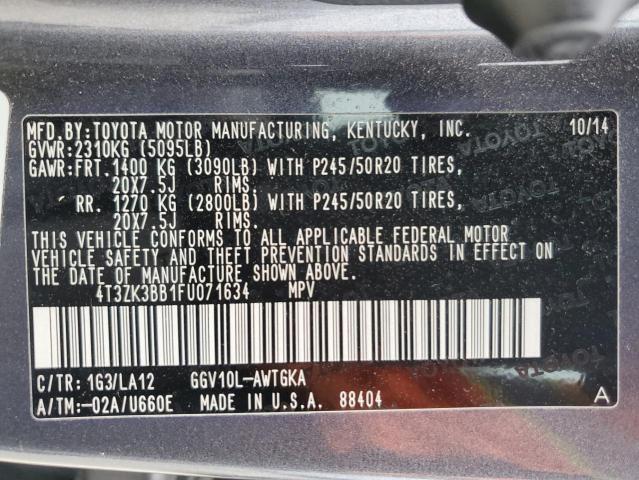 MFD.BY:TOYOTA MOTOR MANUFACTURING, KENTUCKY, INC. 10/14
GVWR:2310KG (5095LB)
GAWR:FRT.1400 KG (3090LB) WITH P245/50R20 TIRES,
20X7.5J RIMS.
RR. 1270 KG (2800LB) WITH P245/50R20 TIRES,
20X7.5J RIMS.
THIS VEHICLE CONFORMS TO ALL APPLICABLE FEDERAL MOTOR
VEHICLE SAFETY AND THEFT PREVENTION STANDARDS IN EFFECT ON
THE DATE OF MANUFACTURE SHOWN ABOVE.
4T3ZK3BB1FU071634 MPV
C/TR: 1G3/LA12 GGV10L-AWTGKA
A/TM:-02A/U660E MADE IN U.S.A. 88404 A